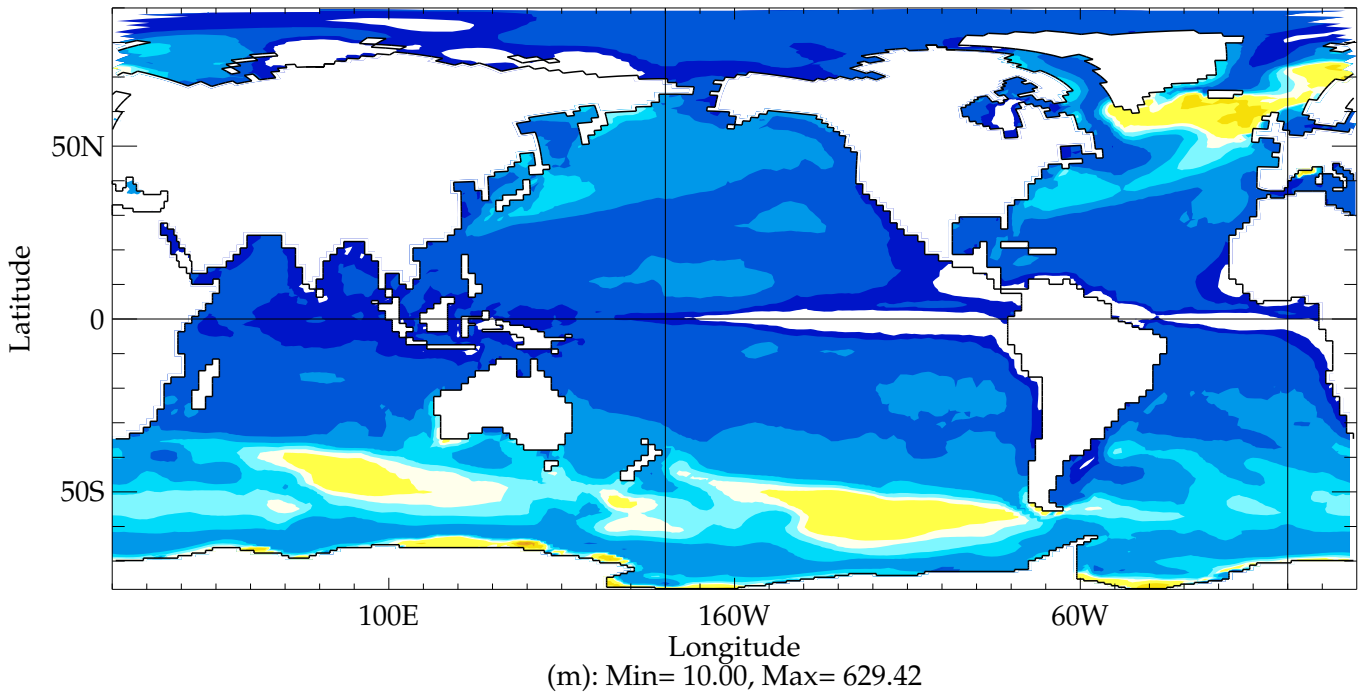 50N
0
50S
Latitude
100E
160W
60W
Longitude
(m): Min= 10.00, Max= 629.42